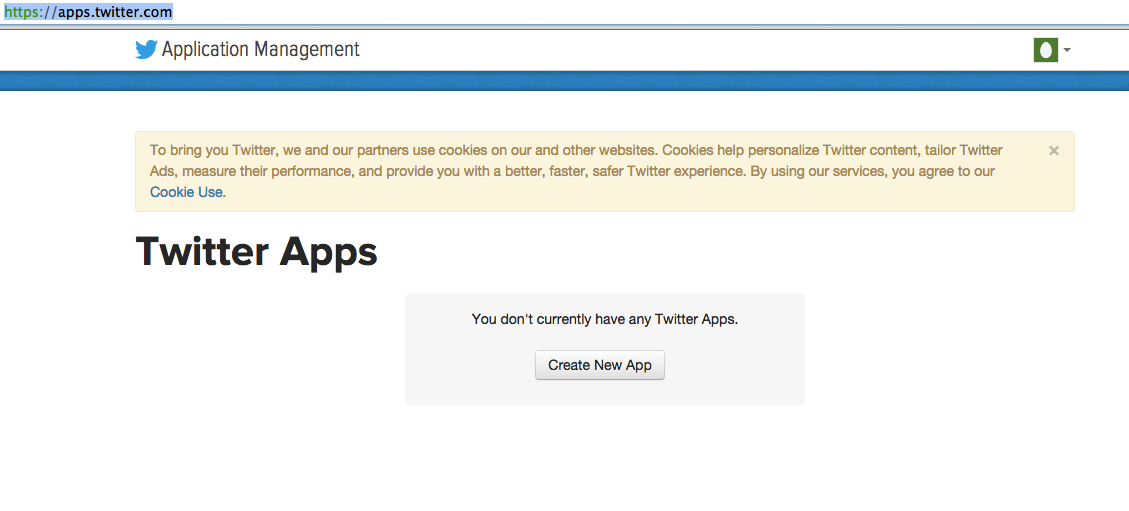 https://apps.twitter.com
Application Management
To bring you Twitter, we and our partners use cookies on our and other websites. Cookies help personalize Twitter content, tailor Twitter
Ads, measure their performance, and provide you with a better, faster, safer Twitter experience. By using our services, you agree to our
Cookie Use.
Twitter Apps
You don't currently have any Twitter Apps.
Create New App